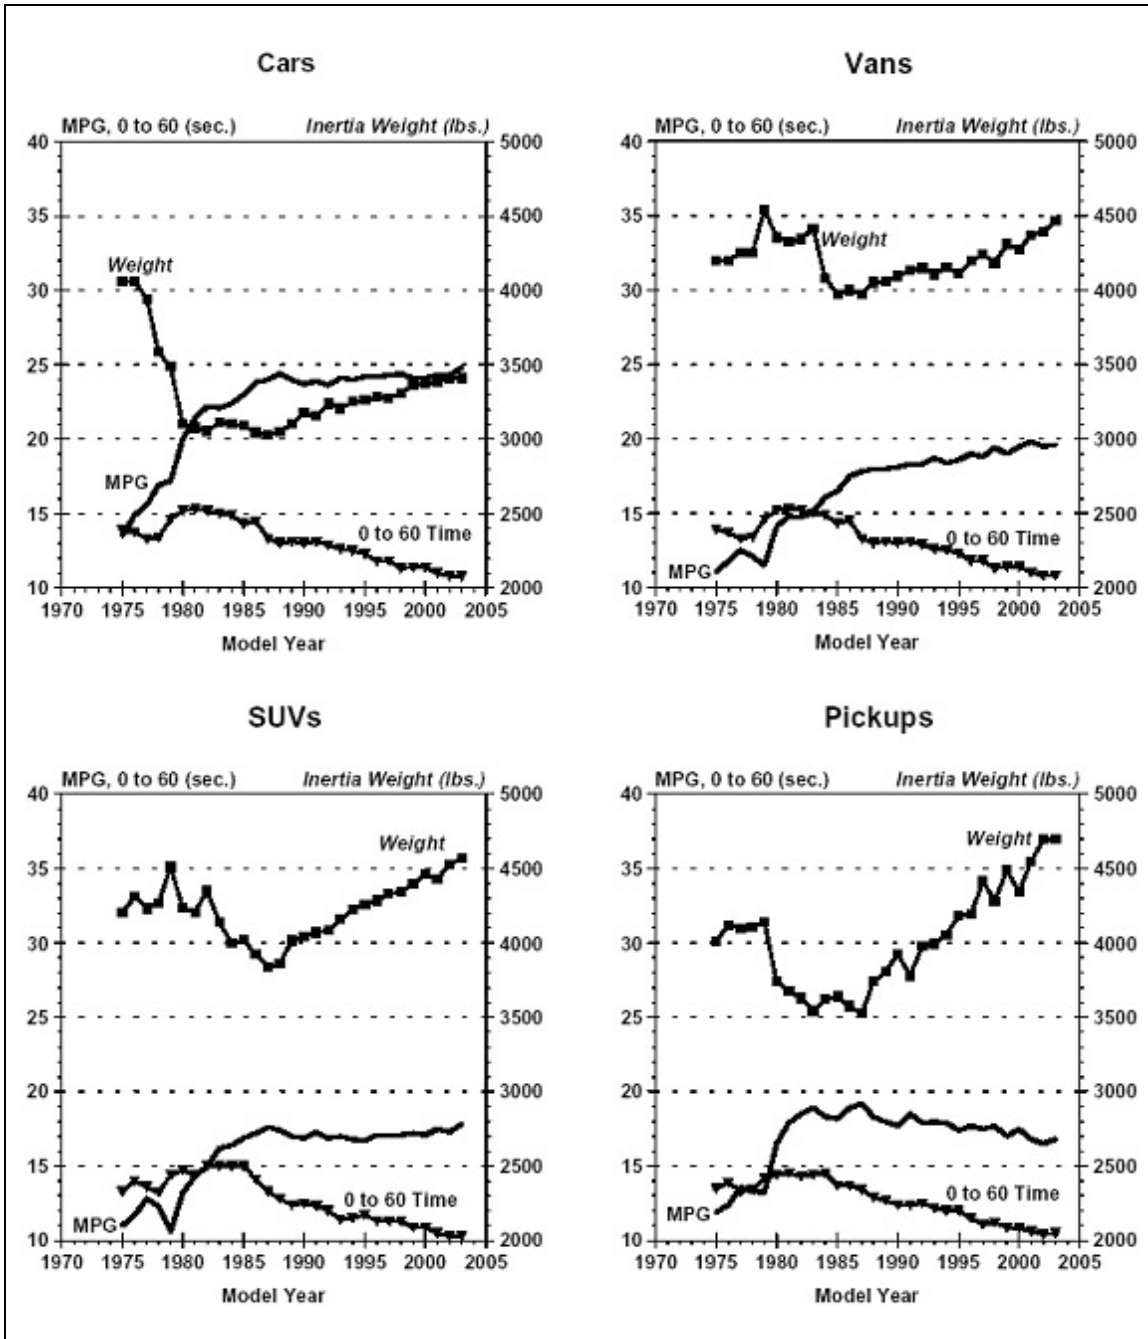 Cars
MPG, 0 to 60 (sec.) Inertia Weight (lbs.)
40 5000
35 4500
Weight
30 4000
25 3500
20 3000
MPG
15 2500
0 to 60 Time
10 2000
1970 1975 1980 1985 1990 1995 2000 2005
Model Year
Vans
MPG, 0 to 60 (sec.) Inertia Weight (lbs.)
40 5000
35 4500
Weight
30 4000
25 3500
20 3000
15 2500
0 to 60 Time
MPG
10 2000
1970 1975 1980 1985 1990 1995 2000 2005
Model Year
SUVs
MPG, 0 to 60 (sec.) Inertia Weight (lbs.)
40 5000
Weight
35 4500
30 4000
25 3500
20 3000
15 2500
0 to 60 Time
MPG
10 2000
1970 1975 1980 1985 1990 1995 2000 2005
Model Year
Pickups
MPG, 0 to 60 (sec.) Inertia Weight (lbs.)
40 5000
Weight
35 4500
30 4000
25 3500
20 3000
15 2500
0 to 60 Time
MPG
10 2000
1970 1975 1980 1985 1990 1995 2000 2005
Model Year